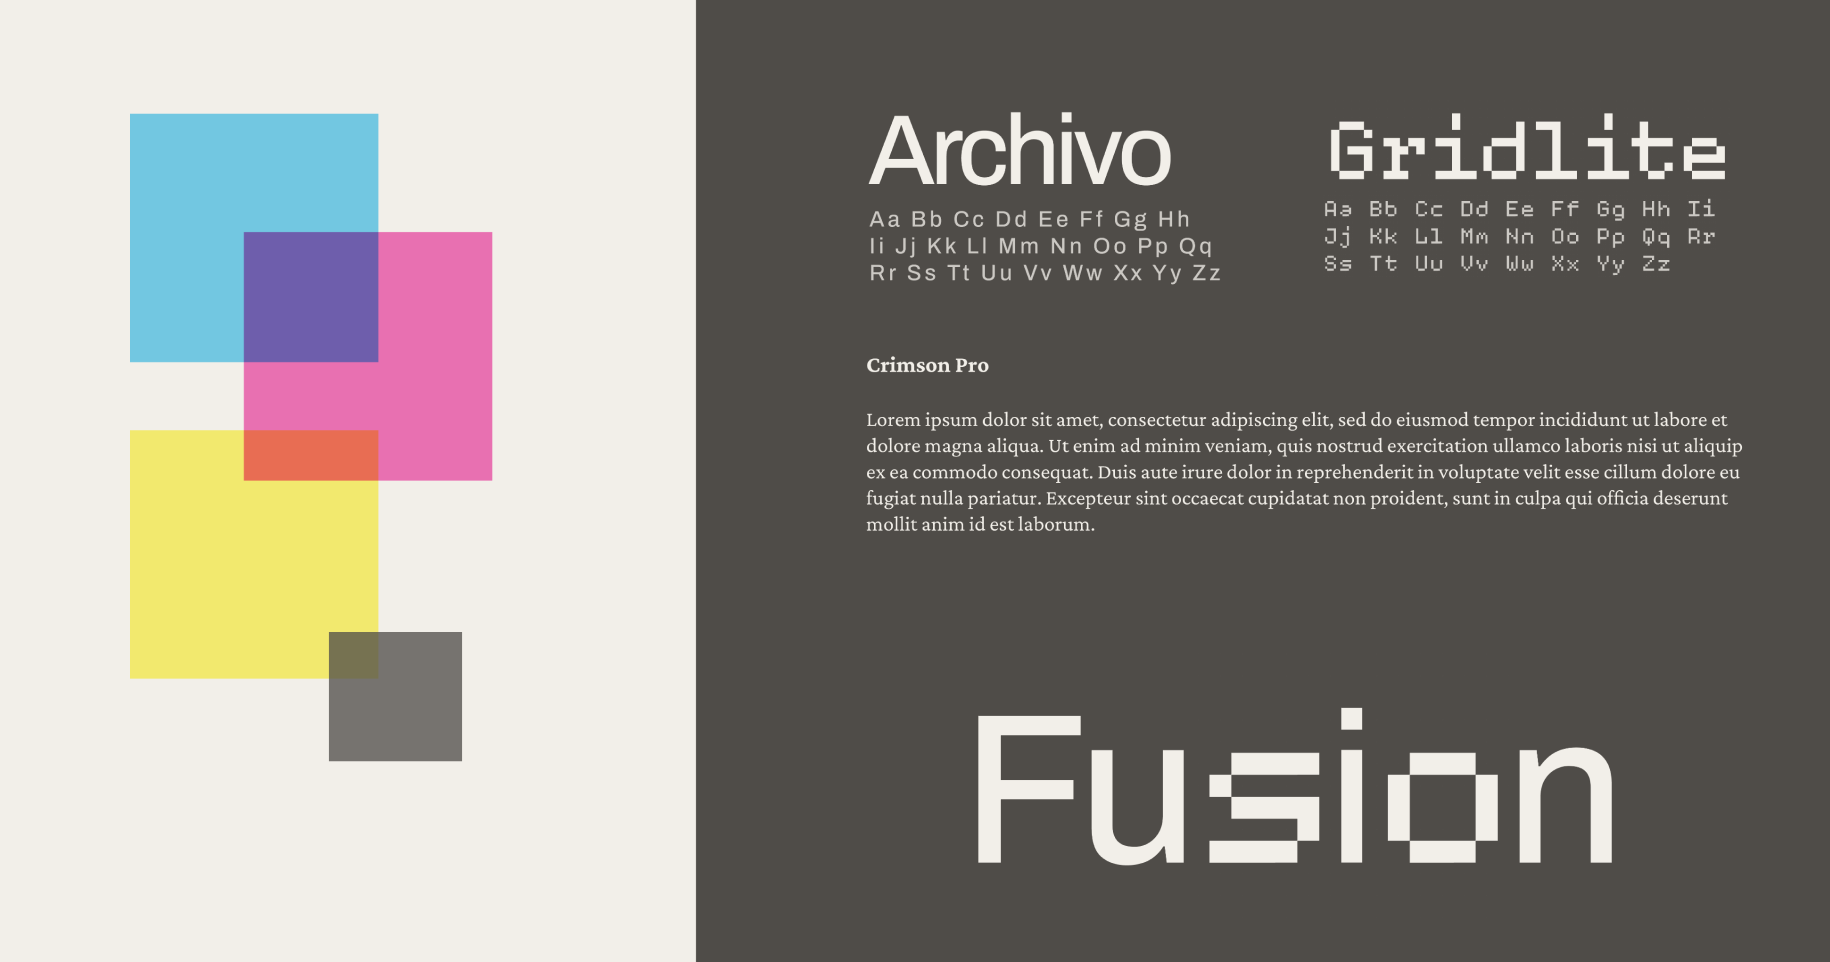 Archivo
Aa Bb Cc Dd Ee Ff Gg Hh
Ii Jj Kk Ll Mm Nn Oo Pp Qq
Rr Ss Tt Uu Vv Ww Xx Yy Zz
Gridlite
Aa Bb Cc Dd Ee Ff Gg Hh Ii
Jj Kk Ll Mm Nn Oo Pp Qq Rr
Ss Tt Uu Vv Ww Xx Yy Zz
Crimson Pro
Lorem ipsum dolor sit amet, consectetur adipiscing elit, sed do eiusmod tempor incididunt ut labore et
dolore magna aliqua. Ut enim ad minim veniam, quis nostrud exercitation ullamco laboris nisi ut aliquip
ex ea commodo consequat. Duis aute irure dolor in reprehenderit in voluptate velit esse cillum dolore eu
fugiat nulla pariatur. Excepteur sint occaecat cupidatat non proident, sunt in culpa qui officia deserunt
mollit anim id est laborum.
Fusion